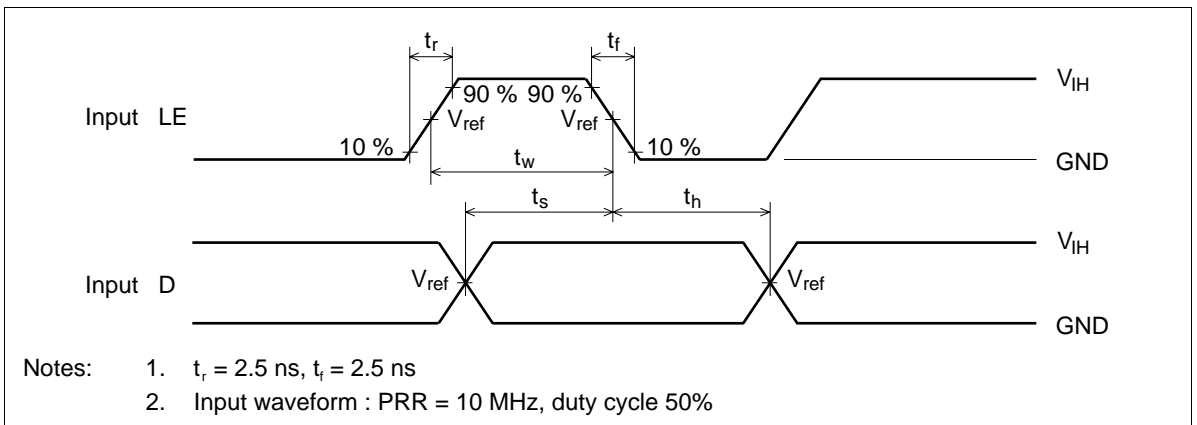 tr tf
90 % 90 %
VIH
Input LE
Vref Vref
10 % 10 %
tw
GND
ts th
VIH
Input D
Vref Vref
GND
Notes: 1. tr = 2.5 ns, tf = 2.5 ns
2. Input waveform : PRR = 10 MHz, duty cycle 50%